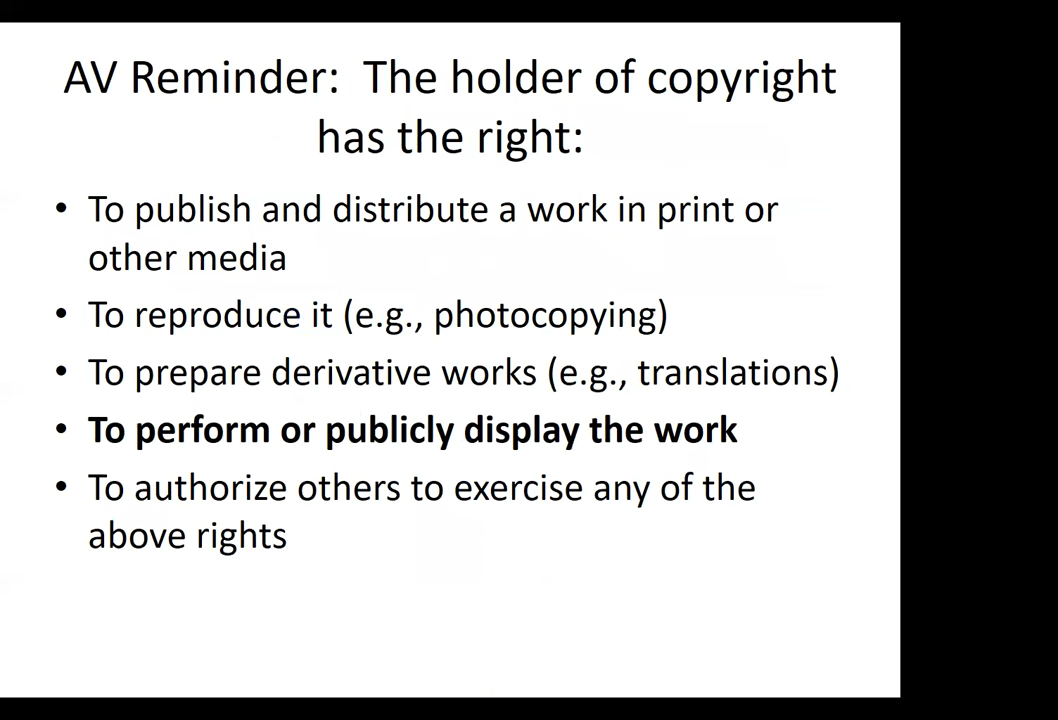 AV Reminder:  The holder of copyright
has the right:
• To publish and distribute a work in print or
other media
• To reproduce it (e.g., photocopying)
• To prepare derivative works (e.g., translations)
• To perform or publicly display the work
• To authorize others to exercise any of the
above rights